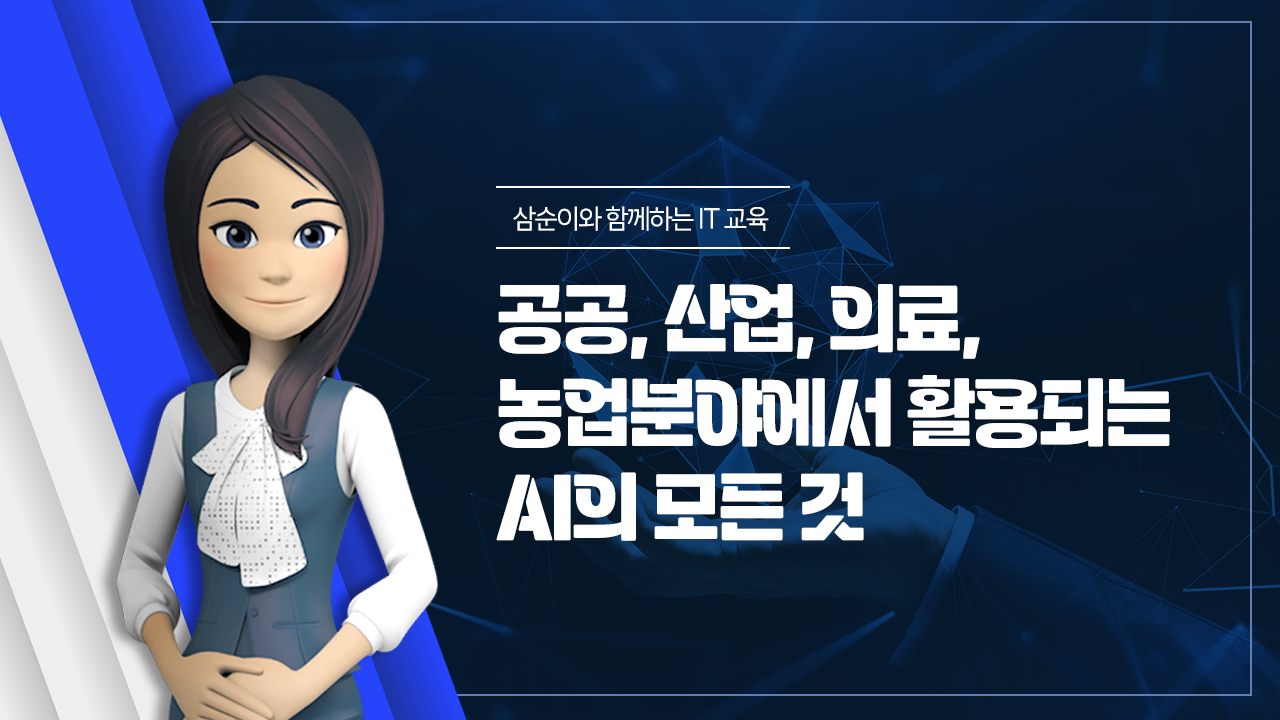 삼순이와 함께하는 IT 교육
공공, 산업, 의료,
농업분야에서 활용되는
AI의 모든 것